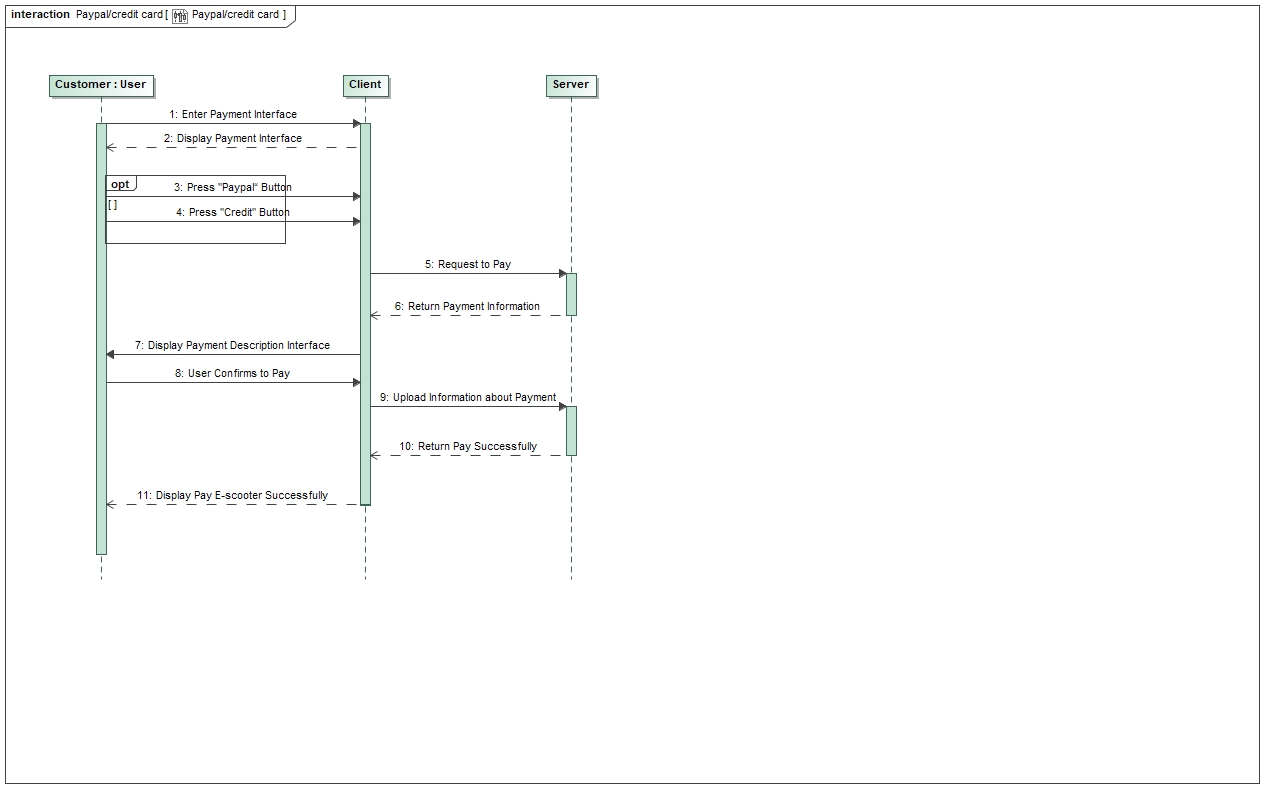 interaction Paypal/credit card [ Paypal/credit card ]
Customer : User
Client
Server
1: Enter Payment Interface
2: Display Payment Interface
opt
3: Press "Paypal“ Button
[ ]
4: Press "Credit" Button
5: Request to Pay
6: Return Payment Information
7: Display Payment Description Interface
8: User Confirms to Pay
9: Upload Information about Payment
10: Return Pay Successfully
11: Display Pay E-scooter Successfully